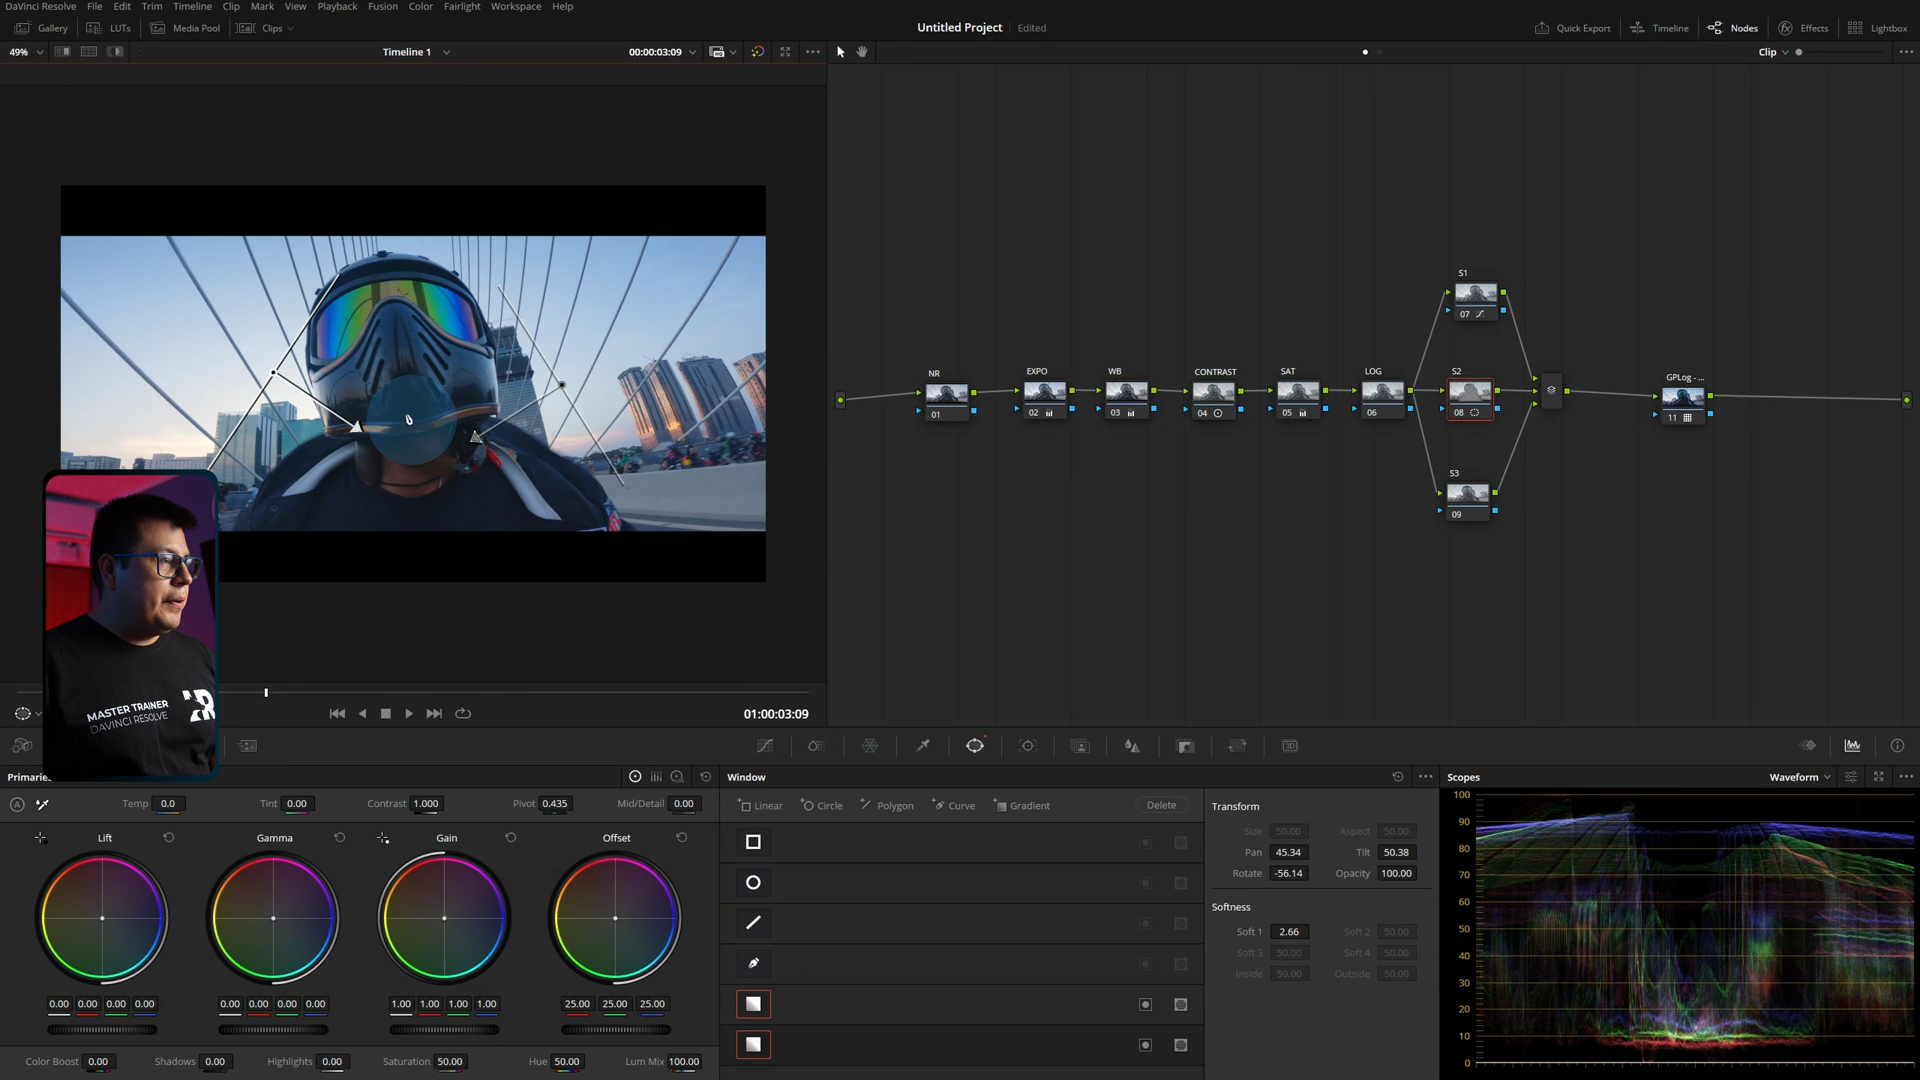 DaVinci Resolve File Edit Trim Timeline Clip Mark View Playback Fusion Color Fairlight Workspace Help
Gallery LUTs Media Pool Clips Untitled Project Edited Quick Export Timeline Nodes Effects Lightbox
49% Timeline 1 00:00:03:09 Clip
S1
07
NR EXPO WB CONTRAST SAT LOG S2 GPLog - ...
01 02 03 04 05 06 08 11
S3
09
MASTER TRAINER
DAVINCI RESOLVE
01:00:03:09
Primaries Window Scopes Waveform
Temp 0.0 Tint 0.00 Contrast 1.000 Pivot 0.435 Mid/Detail 0.00
Linear Circle Polygon Curve Gradient Delete
Lift Gamma Gain Offset
0.00 0.00 0.00 0.00 0.00 0.00 0.00 0.00 1.00 1.00 1.00 1.00 25.00 25.00 25.00
Color Boost 0.00 Shadows 0.00 Highlights 0.00 Saturation 50.00 Hue 50.00 Lum Mix 100.00
Transform
Size 50.00 Aspect 50.00
Pan 45.34 Tilt 50.38
Rotate -56.14 Opacity 100.00
Softness
Soft 1 2.66 Soft 2 50.00
Soft 3 50.00 Soft 4 50.00
Inside 50.00 Outside 50.00
100
90
80
70
60
50
40
30
20
10
0